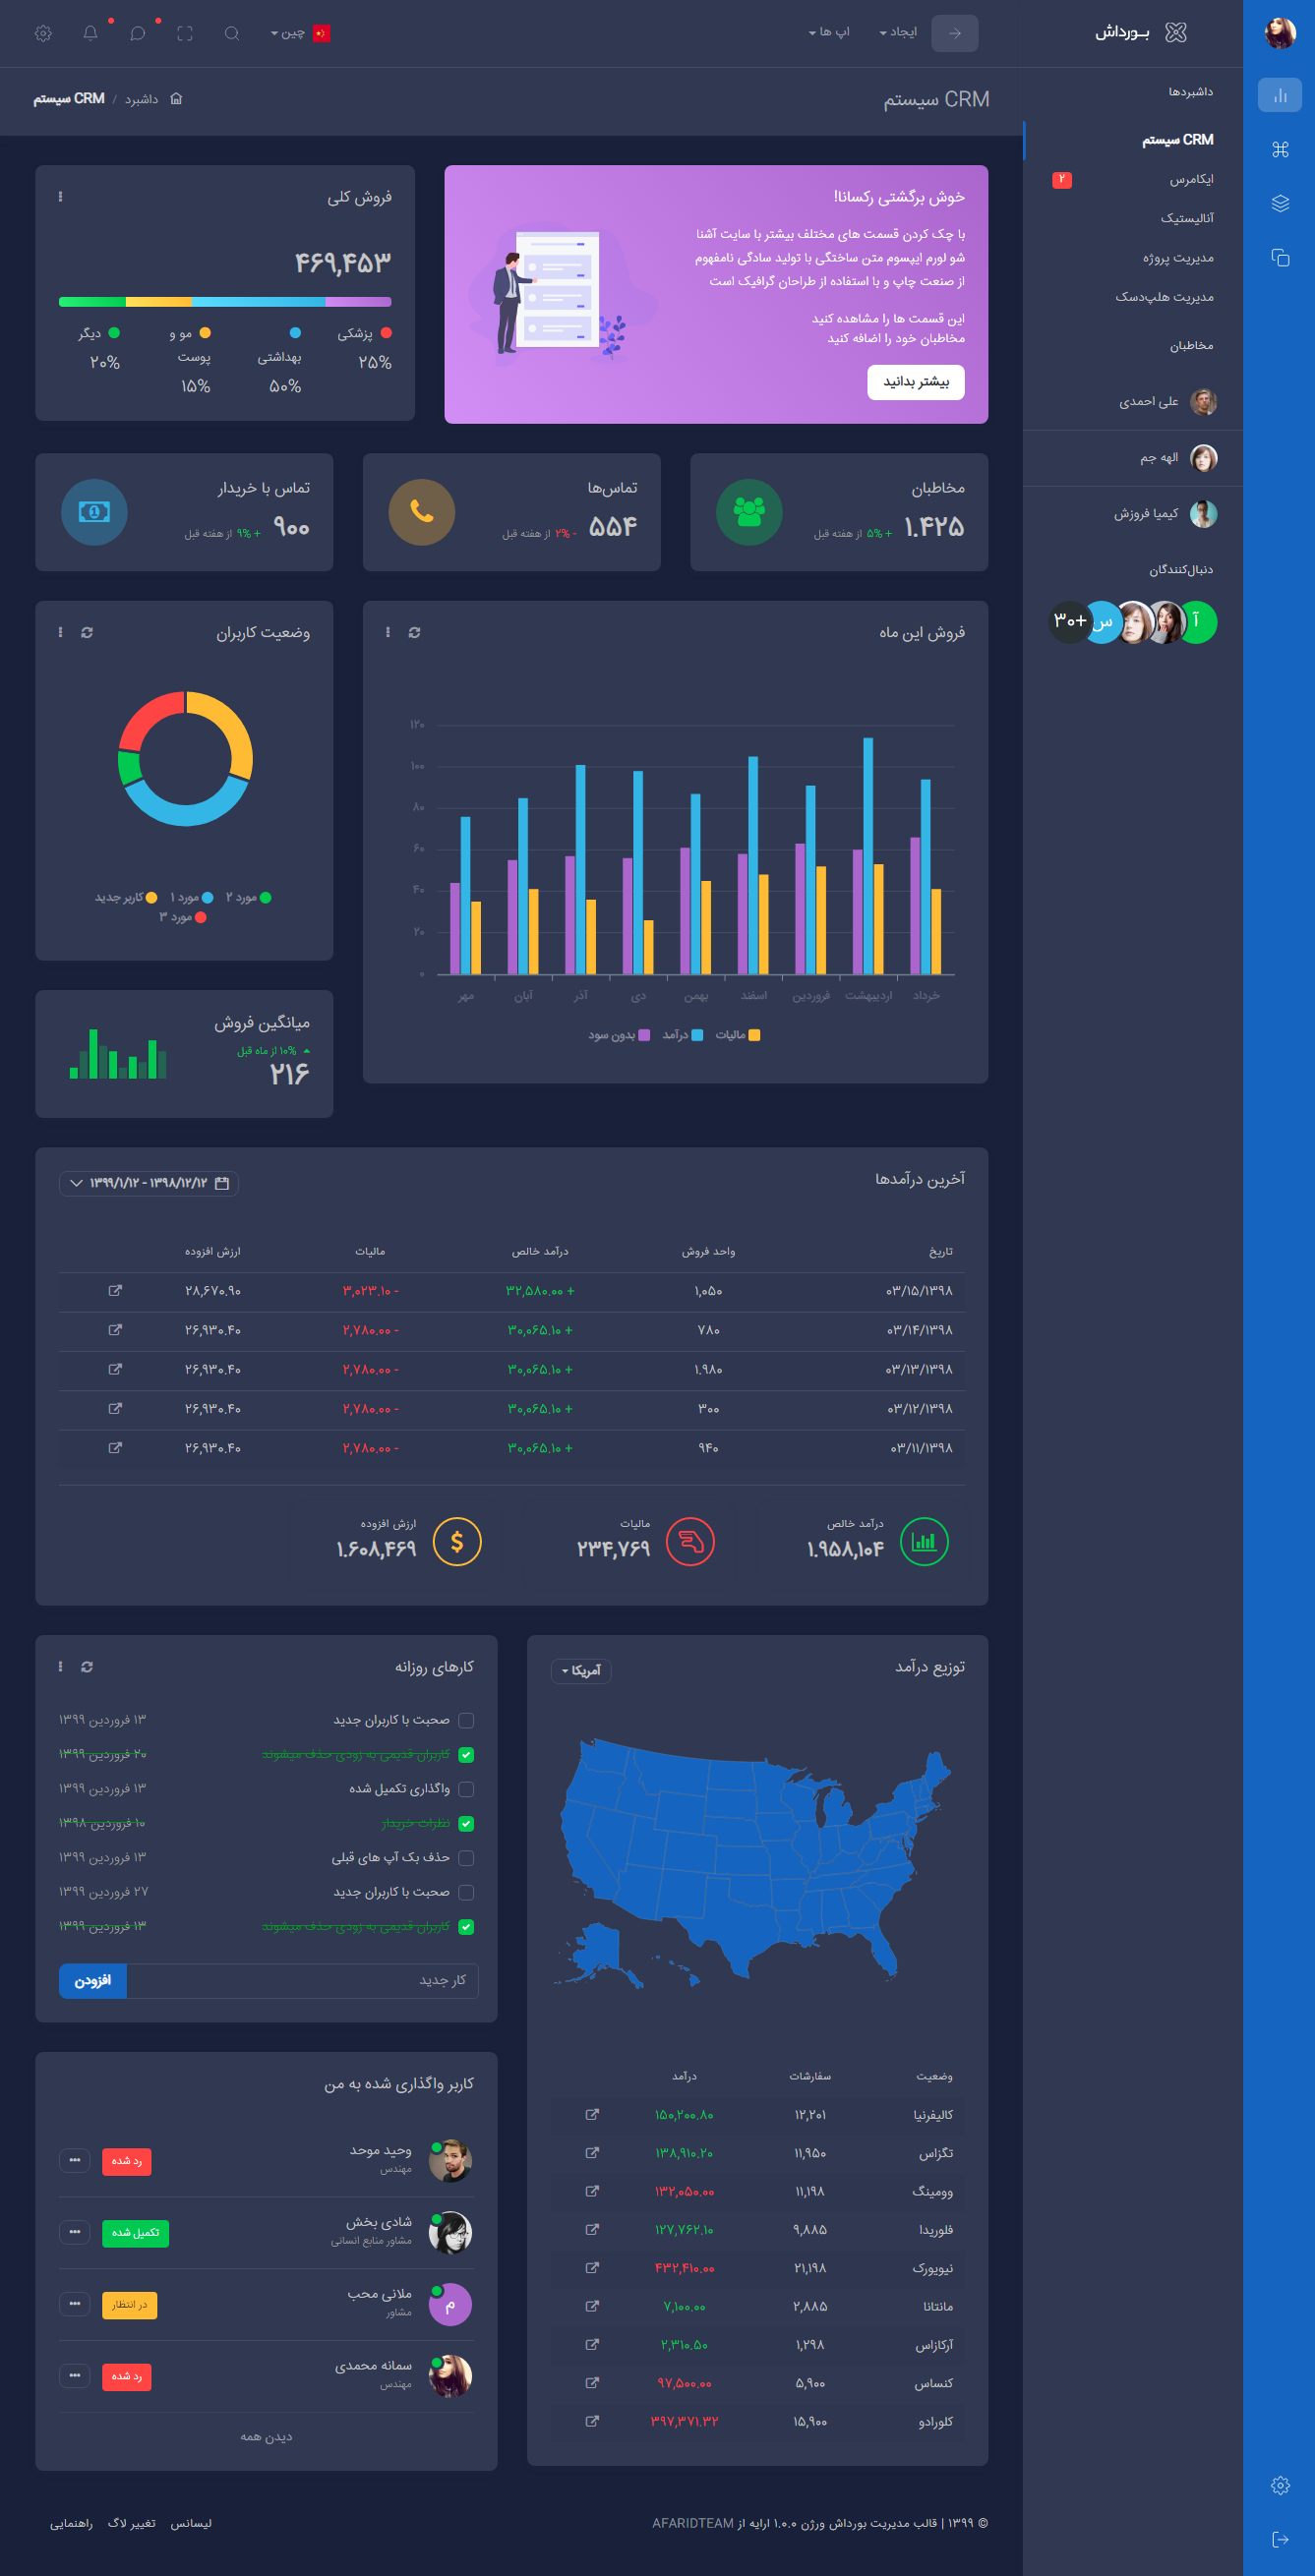 بـورداش
داشبردها
CRM سیستم
ایکامرس
۲
آنالیستیک
مدیریت پروژه
مدیریت هلپ‌دسک
مخاطبان
علی احمدی
الهه جم
کیمیا فروزش
دنبال‌کنندگان
آ
س
+۳۰
ایجاد
اپ ها
چین
CRM سیستم
داشبرد / CRM سیستم
خوش برگشتی رکسانا!
با چک کردن قسمت های مختلف بیشتر با سایت آشنا
شو لورم ایپسوم متن ساختگی با تولید سادگی نامفهوم
از صنعت چاپ و با استفاده از طراحان گرافیک است
این قسمت ها را مشاهده کنید
مخاطبان خود را اضافه کنید
بیشتر بدانید
فروش کلی
۴۶۹,۴۵۳
پزشکی
۲۵%
بهداشتی
۵۰%
مو و
پوست
۱۵%
دیگر
۲۰%
مخاطبان
۱.۴۲۵
+ ۵% از هفته قبل
تماس‌ها
۵۵۴
- ۲% از هفته قبل
تماس با خریدار
۹۰۰
+ ۹% از هفته قبل
فروش این ماه
۱۲۰
۱۰۰
۸۰
۶۰
۴۰
۲۰
۰
خرداد
اردیبهشت
فروردین
اسفند
بهمن
دی
آذر
آبان
مهر
مالیات
درآمد
بدون سود
وضعیت کاربران
مورد ۲
مورد ۱
کاربر جدید
مورد ۳
میانگین فروش
۱۰% از ماه قبل
۲۱۶
آخرین درآمدها
۱۳۹۸/۱۲/۱۲ - ۱۳۹۹/۱/۱۲
تاریخ واحد فروش درآمد خالص مالیات ارزش افزوده
۰۳/۱۵/۱۳۹۸ ۱,۰۵۰ + ۳۲,۵۸۰.۰۰ - ۳,۰۲۳.۱۰ ۲۸,۶۷۰.۹۰
۰۳/۱۴/۱۳۹۸ ۷۸۰ + ۳۰,۰۶۵.۱۰ - ۲,۷۸۰.۰۰ ۲۶,۹۳۰.۴۰
۰۳/۱۳/۱۳۹۸ ۱.۹۸۰ + ۳۰,۰۶۵.۱۰ - ۲,۷۸۰.۰۰ ۲۶,۹۳۰.۴۰
۰۳/۱۲/۱۳۹۸ ۳۰۰ + ۳۰,۰۶۵.۱۰ - ۲,۷۸۰.۰۰ ۲۶,۹۳۰.۴۰
۰۳/۱۱/۱۳۹۸ ۹۴۰ + ۳۰,۰۶۵.۱۰ - ۲,۷۸۰.۰۰ ۲۶,۹۳۰.۴۰
درآمد خالص
۱.۹۵۸,۱۰۴
مالیات
۲۳۴,۷۶۹
ارزش افزوده
۱.۶۰۸,۴۶۹
توزیع درآمد
آمریکا
وضعیت سفارشات درآمد
کالیفرنیا ۱۲,۲۰۱ ۱۵۰,۲۰۰.۸۰
تگزاس ۱۱,۹۵۰ ۱۳۸,۹۱۰.۲۰
وومینگ ۱۱,۱۹۸ ۱۳۲,۰۵۰.۰۰
فلوریدا ۹,۸۸۵ ۱۲۷,۷۶۲.۱۰
نیویورک ۲۱,۱۹۸ ۴۳۲,۴۱۰.۰۰
مانتانا ۲,۸۸۵ ۷,۱۰۰.۰۰
آرکازاس ۱,۲۹۸ ۲,۳۱۰.۵۰
کنساس ۵,۹۰۰ ۹۷,۵۰۰.۰۰
کلورادو ۱۵,۹۰۰ ۳۹۷,۳۷۱.۳۲
کارهای روزانه
صحبت با کاربران جدید ۱۳ فروردین ۱۳۹۹
کاربران قدیمی به زودی حذف میشوند ۲۰ فروردین ۱۳۹۹
واگذاری تکمیل شده ۱۳ فروردین ۱۳۹۹
نظرات خریدار ۱۰ فروردین ۱۳۹۸
حذف بک آپ های قبلی ۱۳ فروردین ۱۳۹۹
صحبت با کاربران جدید ۲۷ فروردین ۱۳۹۹
کاربران قدیمی به زودی حذف میشوند ۱۳ فروردین ۱۳۹۹
کار جدید
افزودن
کاربر واگذاری شده به من
وحید موحد
مهندس
رد شده
شادی بخش
مشاور منابع انسانی
تکمیل شده
م
ملانی محب
مشاور
در انتظار
سمانه محمدی
مهندس
رد شده
دیدن همه
© ۱۳۹۹ | قالب مدیریت بورداش ورژن ۱.۰.۰ ارایه از AFARIDTEAM
لیسانس تغییر لاگ راهنمایی